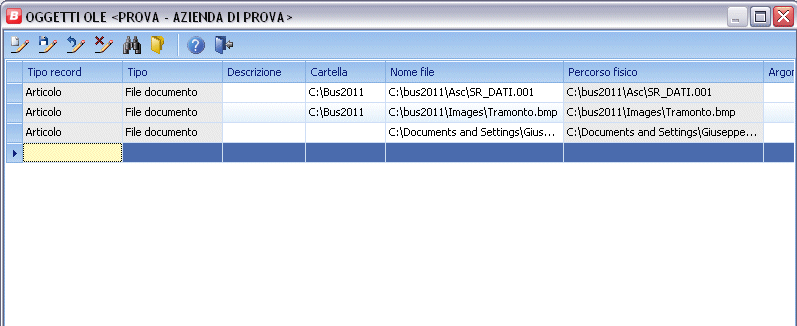 B OGGETTI OLE <PROVA - AZIENDA DI PROVA>
Tipo record Tipo Descrizione Cartella Nome file Percorso fisico Argon
Articolo File documento C:\Bus2011 C:\bus2011\Asc\SR_DATI.001 C:\bus2011\Asc\SR_DATI.001
Articolo File documento C:\Bus2011 C:\bus2011\Images\Tramonto.bmp C:\bus2011\Images\Tramonto.bmp
Articolo File documento C:\Documents and Settings\Gius... C:\Documents and Settings\Giuseppe...